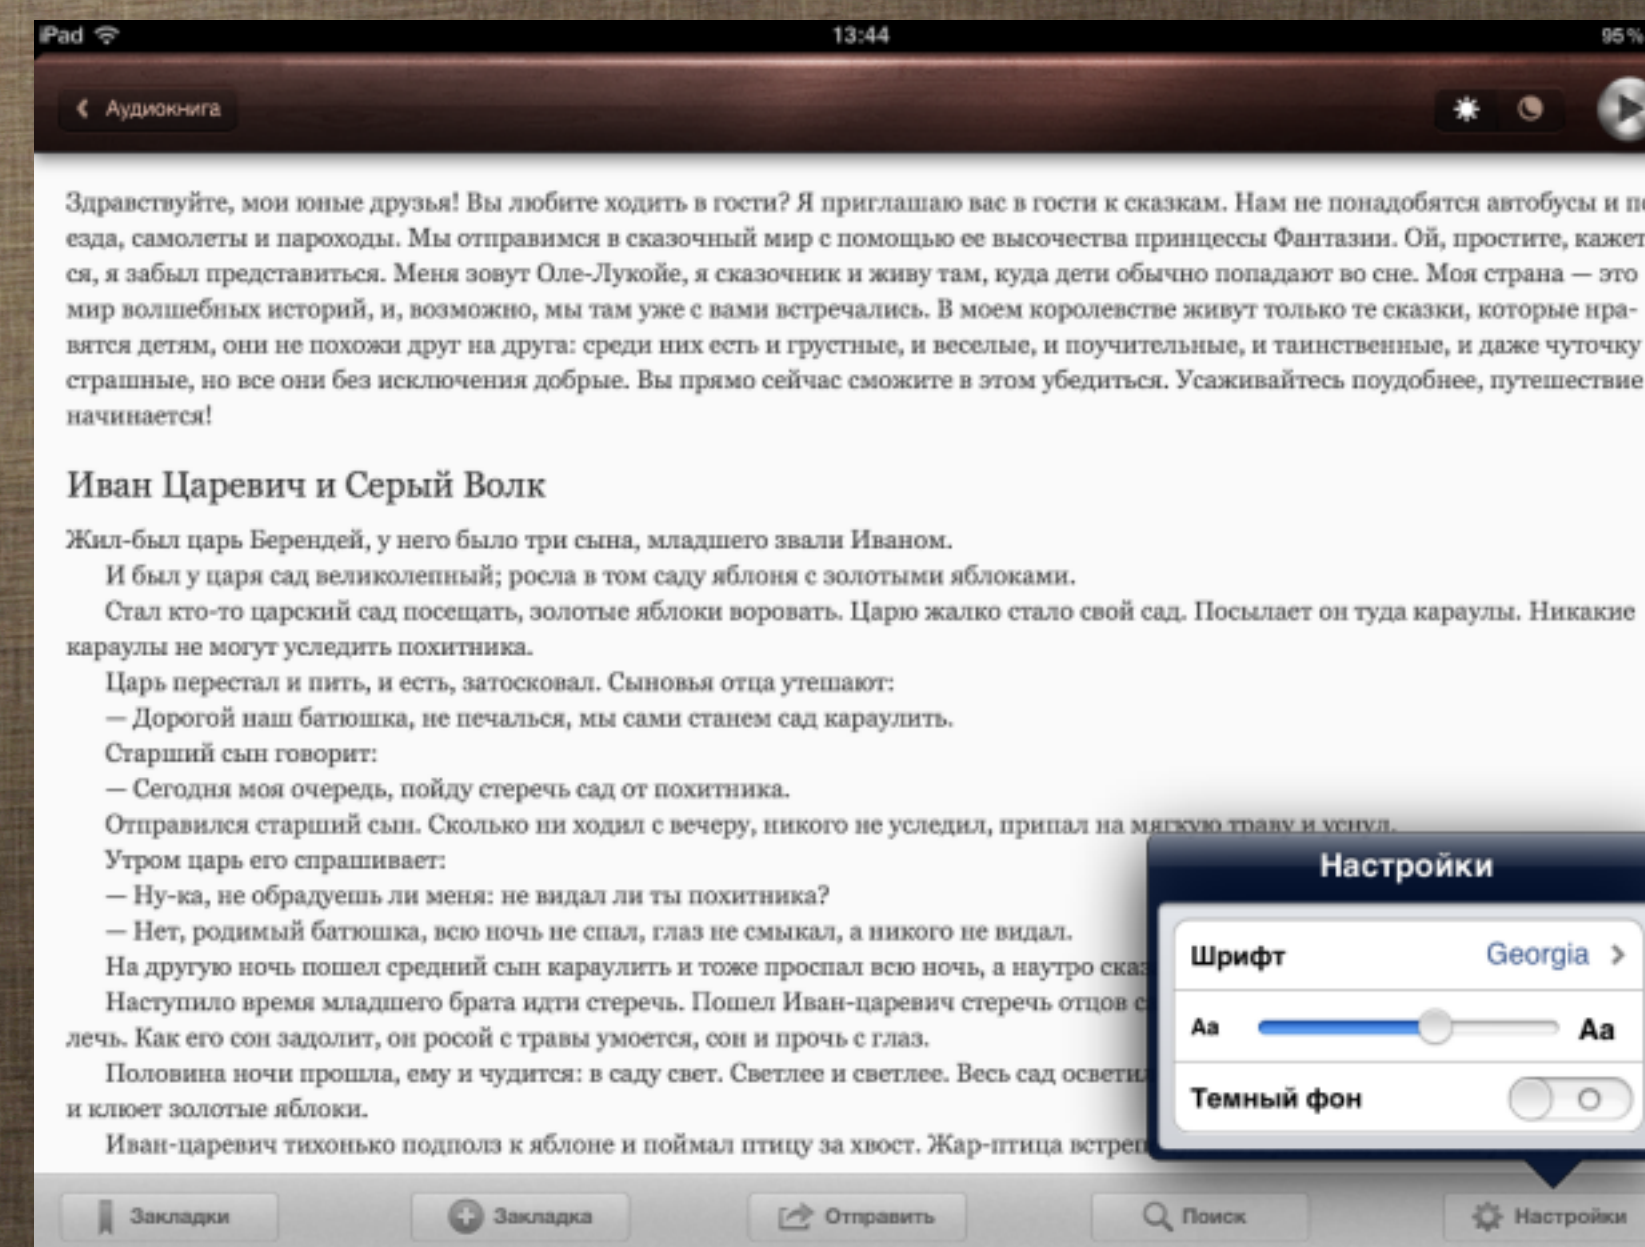 iPad 13:44 95%
Аудиокнига
Здравствуйте, мои юные друзья! Вы любите ходить в гости? Я приглашаю вас в гости к сказкам. Нам не понадобятся автобусы и по
езда, самолеты и пароходы. Мы отправимся в сказочный мир с помощью ее высочества принцессы Фантазии. Ой, простите, кажет
ся, я забыл представиться. Меня зовут Оле-Лукойе, я сказочник и живу там, куда дети обычно попадают во сне. Моя страна — это
мир волшебных историй, и, возможно, мы там уже с вами встречались. В моем королевстве живут только те сказки, которые нра-
вятся детям, они не похожи друг на друга: среди них есть и грустные, и веселые, и поучительные, и таинственные, и даже чуточку
страшные, но все они без исключения добрые. Вы прямо сейчас сможите в этом убедиться. Усаживайтесь поудобнее, путешествие
начинается!
Иван Царевич и Серый Волк
Жил-был царь Берендей, у него было три сына, младшего звали Иваном.
И был у царя сад великолепный; росла в том саду яблоня с золотыми яблоками.
Стал кто-то царский сад посещать, золотые яблоки воровать. Царю жалко стало свой сад. Посылает он туда караулы. Никакие
караулы не могут уследить похитника.
Царь перестал и пить, и есть, затосковал. Сыновья отца утешают:
— Дорогой наш батюшка, не печалься, мы сами станем сад караулить.
Старший сын говорит:
— Сегодня моя очередь, пойду стеречь сад от похитника.
Отправился старший сын. Сколько ни ходил с вечеру, никого не уследил, припал на мягкую траву и уснул.
Утром царь его спрашивает:
— Ну-ка, не обрадуешь ли меня: не видал ли ты похитника?
— Нет, родимый батюшка, всю ночь не спал, глаз не смыкал, а никого не видал.
На другую ночь пошел средний сын караулить и тоже проспал всю ночь, а наутро сказ
Наступило время младшего брата идти стеречь. Пошел Иван-царевич стеречь отцов с
лечь. Как его сон задолит, он росой с травы умоется, сон и прочь с глаз.
Половина ночи прошла, ему и чудится: в саду свет. Светлее и светлее. Весь сад осветил
и клюет золотые яблоки.
Иван-царевич тихонько подполз к яблоне и поймал птицу за хвост. Жар-птица встреп
Настройки
Шрифт Georgia
Aa Aa
Темный фон
Закладки Закладка Отправить Поиск Настройки